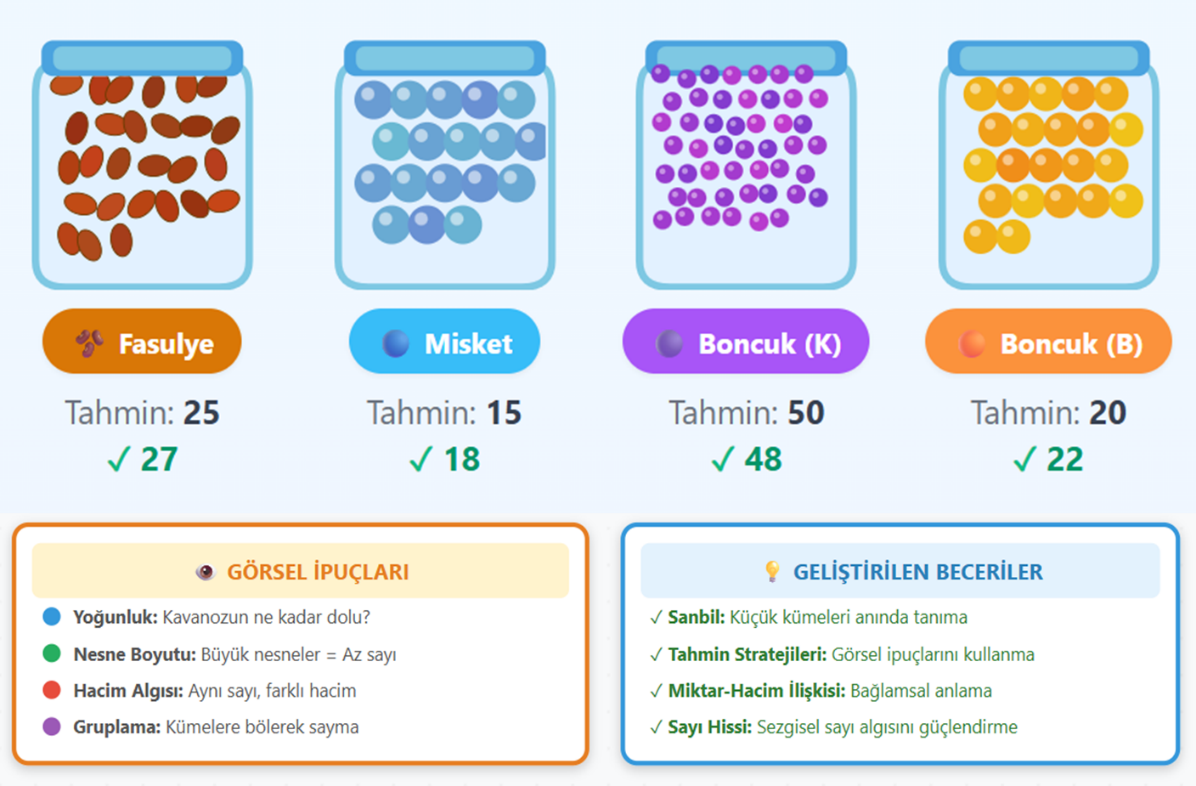 Fasulye
Misket
Boncuk (K)
Boncuk (B)
Tahmin: 25
Tahmin: 15
Tahmin: 50
Tahmin: 20
✓ 27
✓ 18
✓ 48
✓ 22
GÖRSEL İPUÇLARI
Yoğunluk: Kavanozun ne kadar dolu?
Nesne Boyutu: Büyük nesneler = Az sayı
Hacim Algısı: Aynı sayı, farklı hacim
Gruplama: Kümelere bölerek sayma
GELİŞTİRİLEN BECERİLER
✓ Sanbil: Küçük kümeleri anında tanıma
✓ Tahmin Stratejileri: Görsel ipuçlarını kullanma
✓ Miktar-Hacim İlişkisi: Bağlamsal anlama
✓ Sayı Hissi: Sezgisel sayı algısını güçlendirme